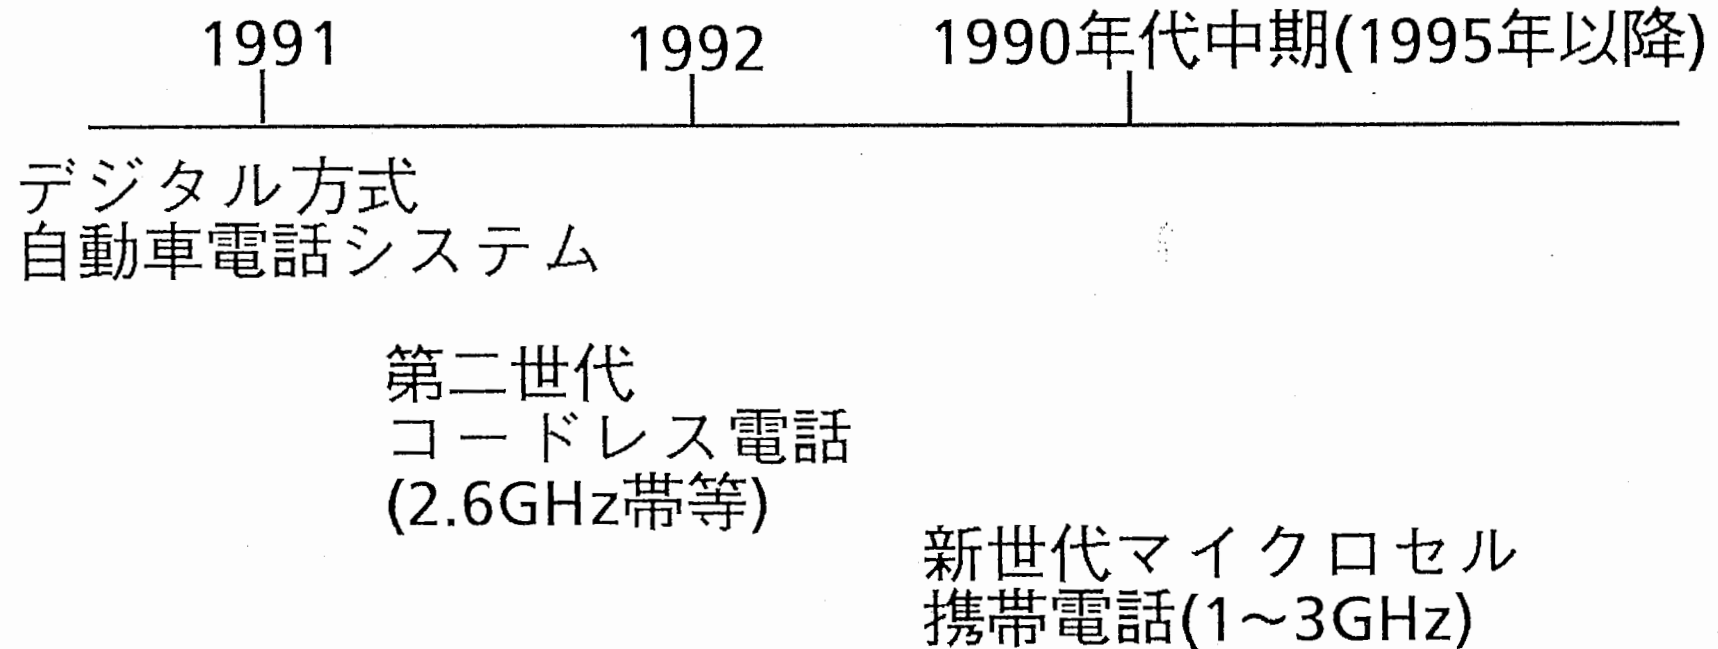 1991 1992 1990年代中期(1995年以降)
デジタル方式
自動車電話システム
第二世代
コードレス電話
(2.6GHz帯等)
新世代マイクロセル
携帯電話(1～3GHz)